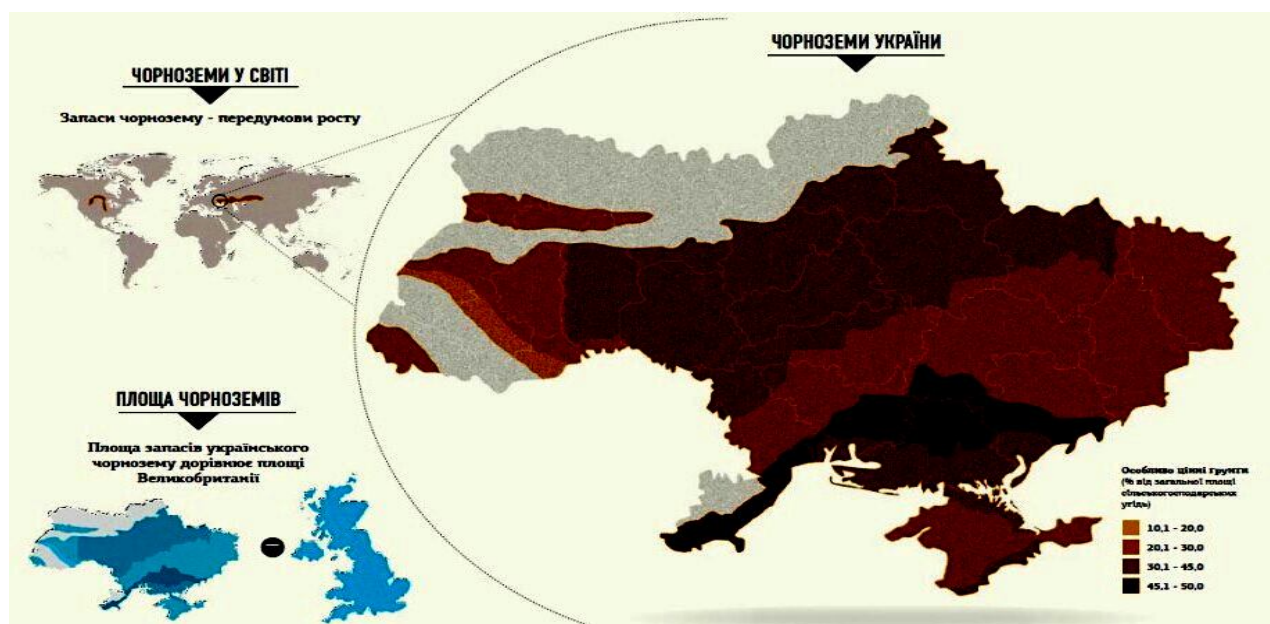 ЧОРНОЗЕМИ У СВІТІ
Запаси чорнозему - передумови росту
ПЛОЩА ЧОРНОЗЕМІВ
Площа запасів українського
чорнозему дорівнює площі
Великобританії
ЧОРНОЗЕМИ УКРАЇНИ
Особливо цінні грунти
(% від загальної площі
сільськогосподарських
угідь)
10,1 - 20,0
20,1 - 30,0
30,1 - 45,0
45,1 - 50,0